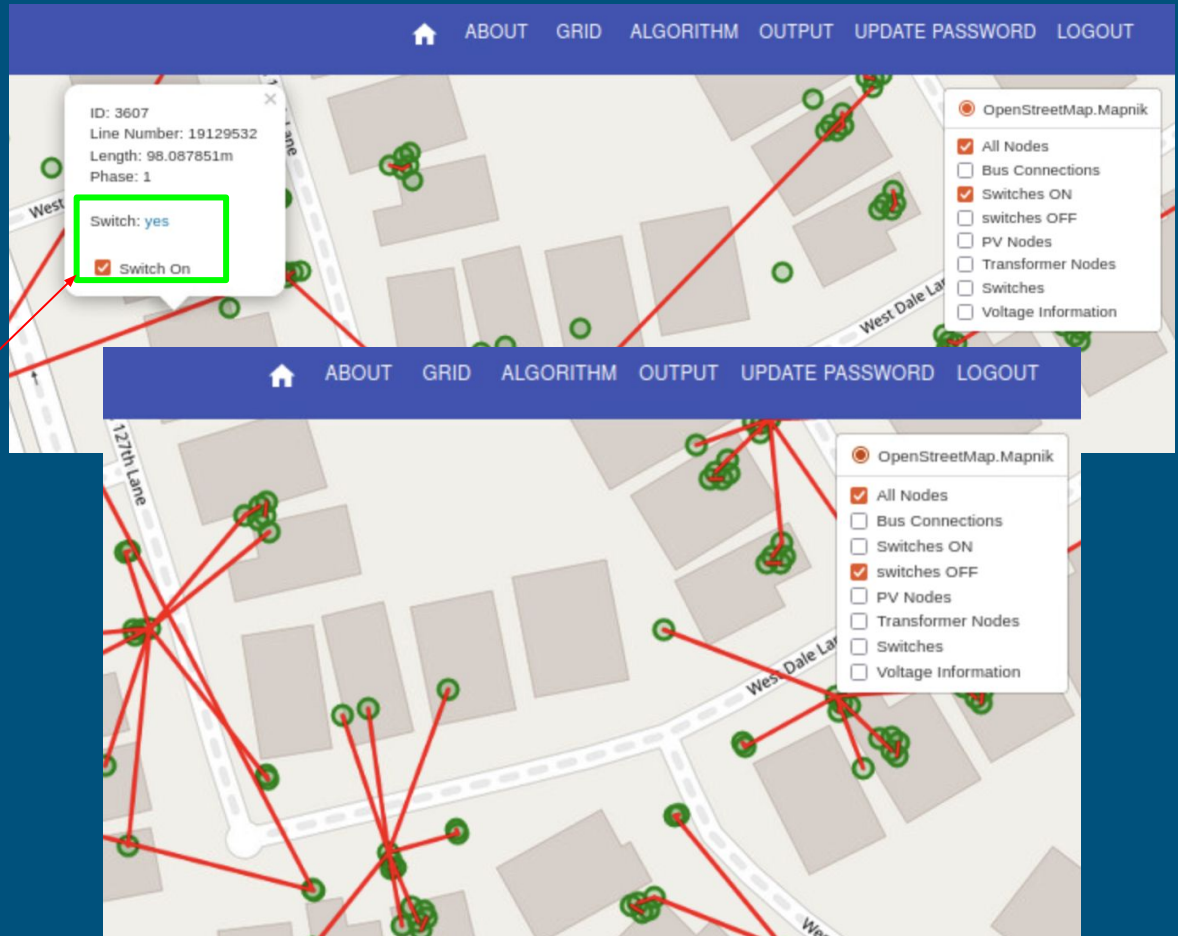 ABOUT GRID ALGORITHM OUTPUT UPDATE PASSWORD LOGOUT
ID: 3607
Line Number: 19129532
Length: 98.087851m
Phase: 1
Switch: yes
Switch On
West
Lane
West Dale Lan
OpenStreetMap.Mapnik
All Nodes
Bus Connections
Switches ON
switches OFF
PV Nodes
Transformer Nodes
Switches
Voltage Information
ABOUT GRID ALGORITHM OUTPUT UPDATE PASSWORD LOGOUT
127th Lane
West Dale Lan
OpenStreetMap.Mapnik
All Nodes
Bus Connections
Switches ON
switches OFF
PV Nodes
Transformer Nodes
Switches
Voltage Information
Wes